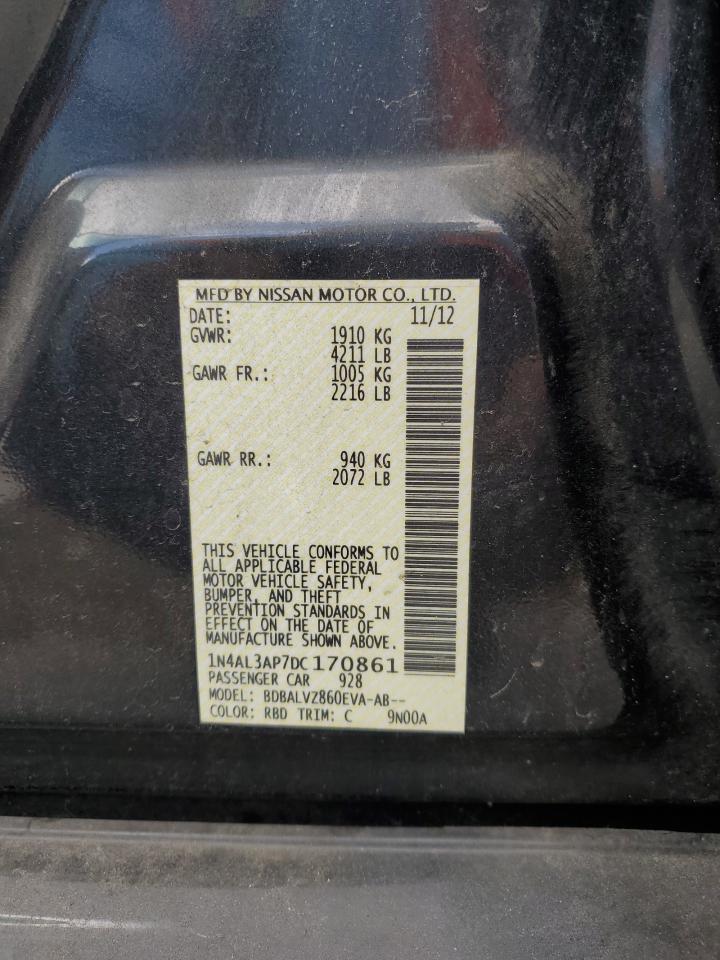 MFD BY NISSAN MOTOR CO., LTD.
DATE: 11/12
GVWR: 1910 KG
4211 LB
GAWR FR.: 1005 KG
2216 LB
GAWR RR.: 940 KG
2072 LB
THIS VEHICLE CONFORMS TO
ALL APPLICABLE FEDERAL
MOTOR VEHICLE SAFETY,
BUMPER, AND THEFT
PREVENTION STANDARDS IN
EFFECT ON THE DATE OF
MANUFACTURE SHOWN ABOVE.
1N4AL3AP7DC170861
PASSENGER CAR 928
MODEL: BDBALVZ860EVA-AB--
COLOR: RBD TRIM: C 9N00A